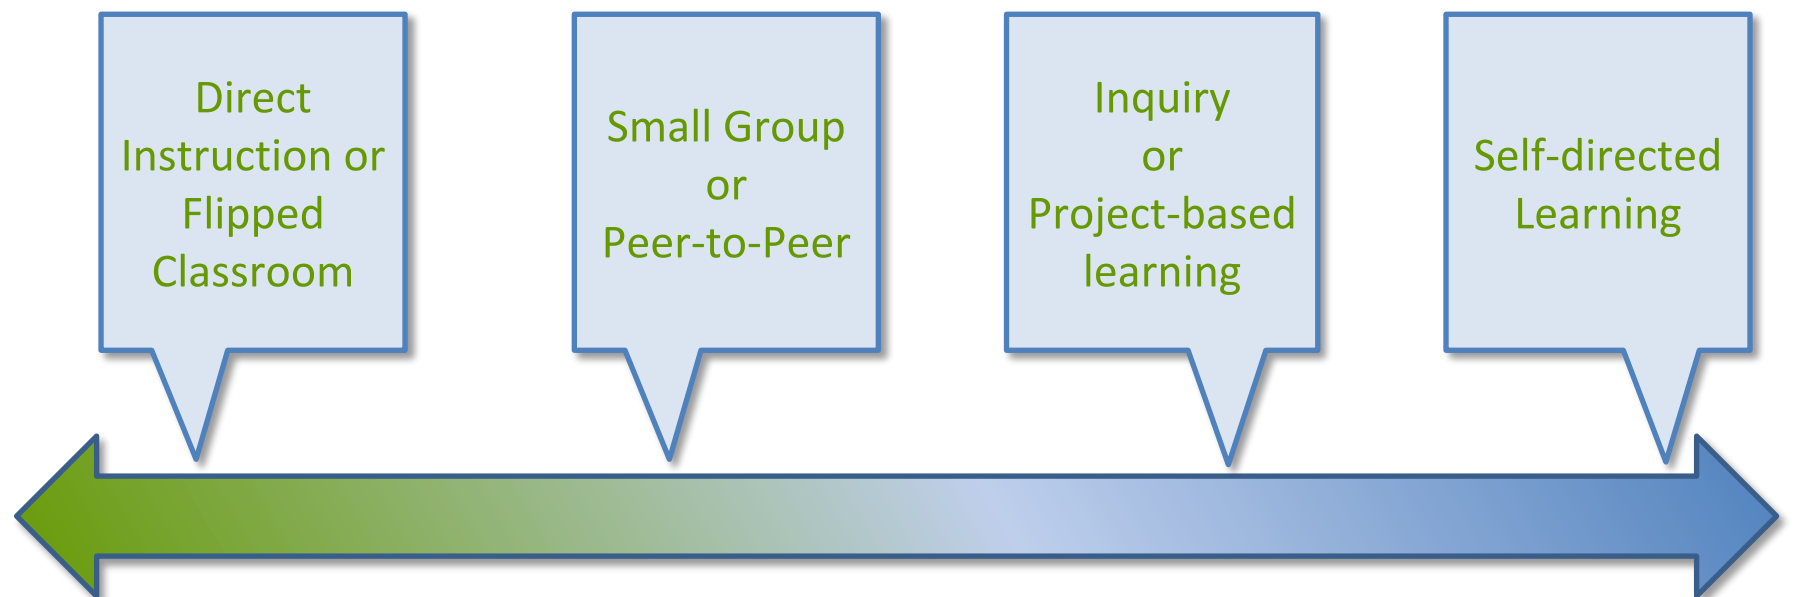 Direct
Instruction or
Flipped
Classroom
Small Group
or
Peer-to-Peer
Inquiry
or
Project-based
learning
Self-directed
Learning